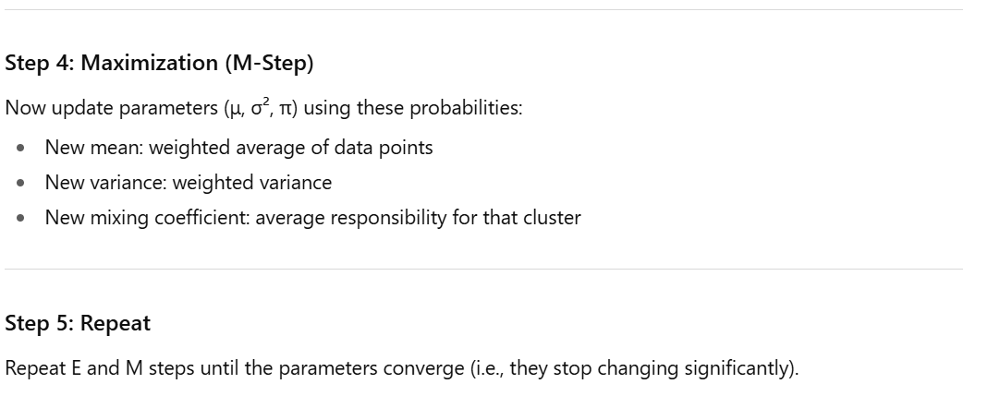 Step 4: Maximization (M-Step)
Now update parameters (μ, σ², π) using these probabilities:
• New mean: weighted average of data points
• New variance: weighted variance
• New mixing coefficient: average responsibility for that cluster
Step 5: Repeat
Repeat E and M steps until the parameters converge (i.e., they stop changing significantly).